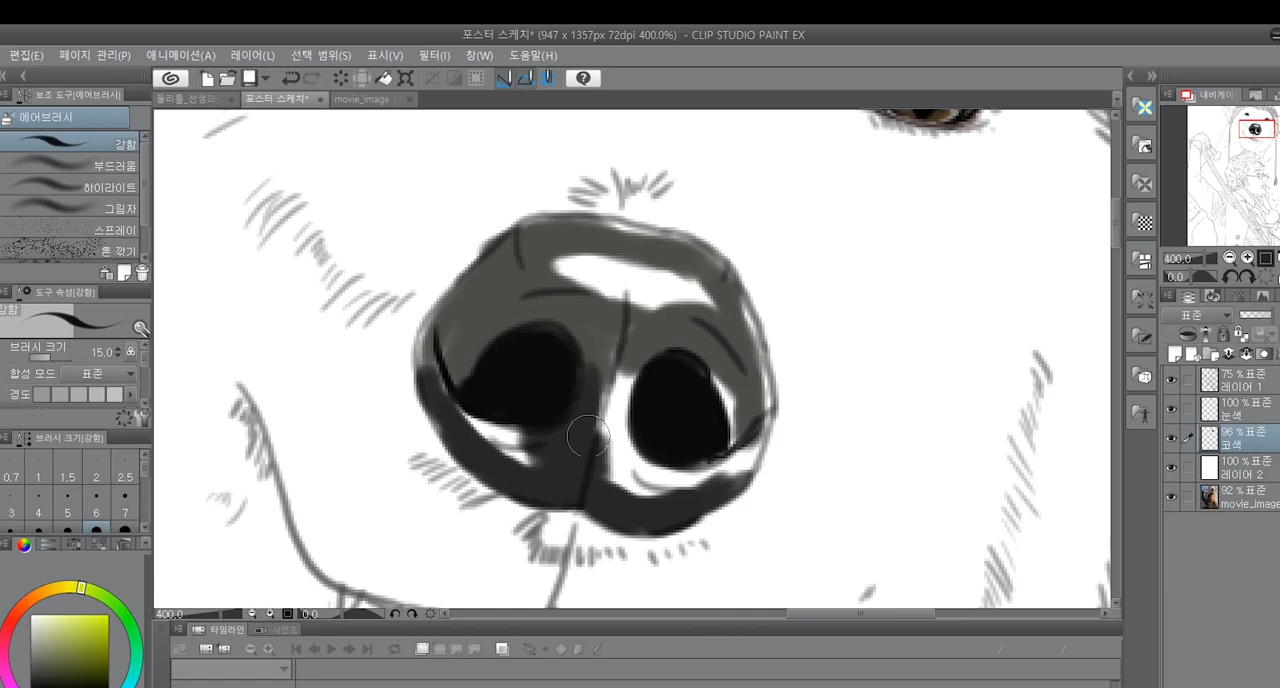 포스터 스케치* (947 x 1357px 72dpi 400.0%) - CLIP STUDIO PAINT EX
편집(E) 페이지 관리(P) 애니메이션(A) 레이어(L) 선택 범위(S) 표시(V) 필터(I) 창(W) 도움말(H)
보조 도구[에어브러시]
에어브러시
강함
부드러움
하이라이트
그림자
스프레이
톤 깎기
도구 속성[강함]
강함
브러시 크기 15.0
합성 모드 표준
경도
브러시 크기[강함]
0.7 1 1.5 2 2.5
3 4 5 6 7
둘리틀_선생의
포스터 스케치*
movie_image
400.0 0.0
타임라인
내비게이
400.0
0.0
표준
75 % 표준
레이어 1
100 % 표준
눈색
96 % 표준
코색
100 % 표준
레이어 2
92 % 표준
movie_image